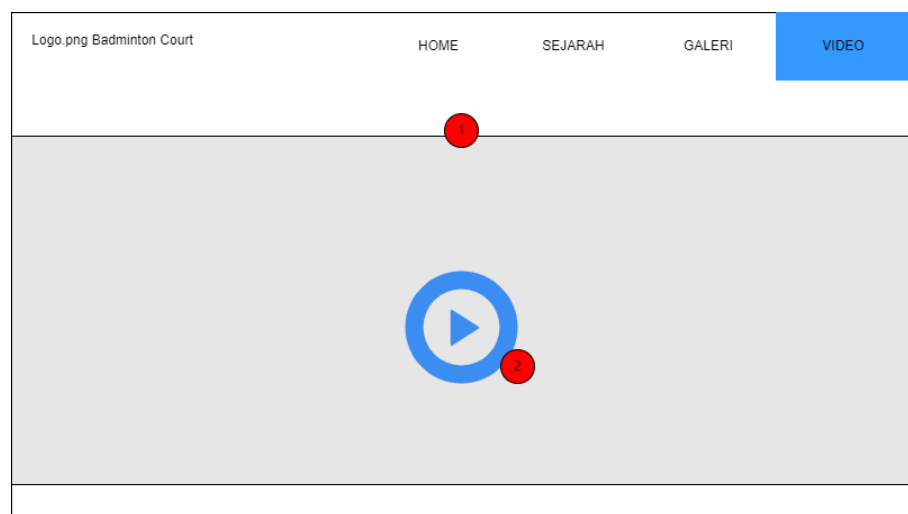 Logo.png Badminton Court
HOME SEJARAH GALERI VIDEO
1
2